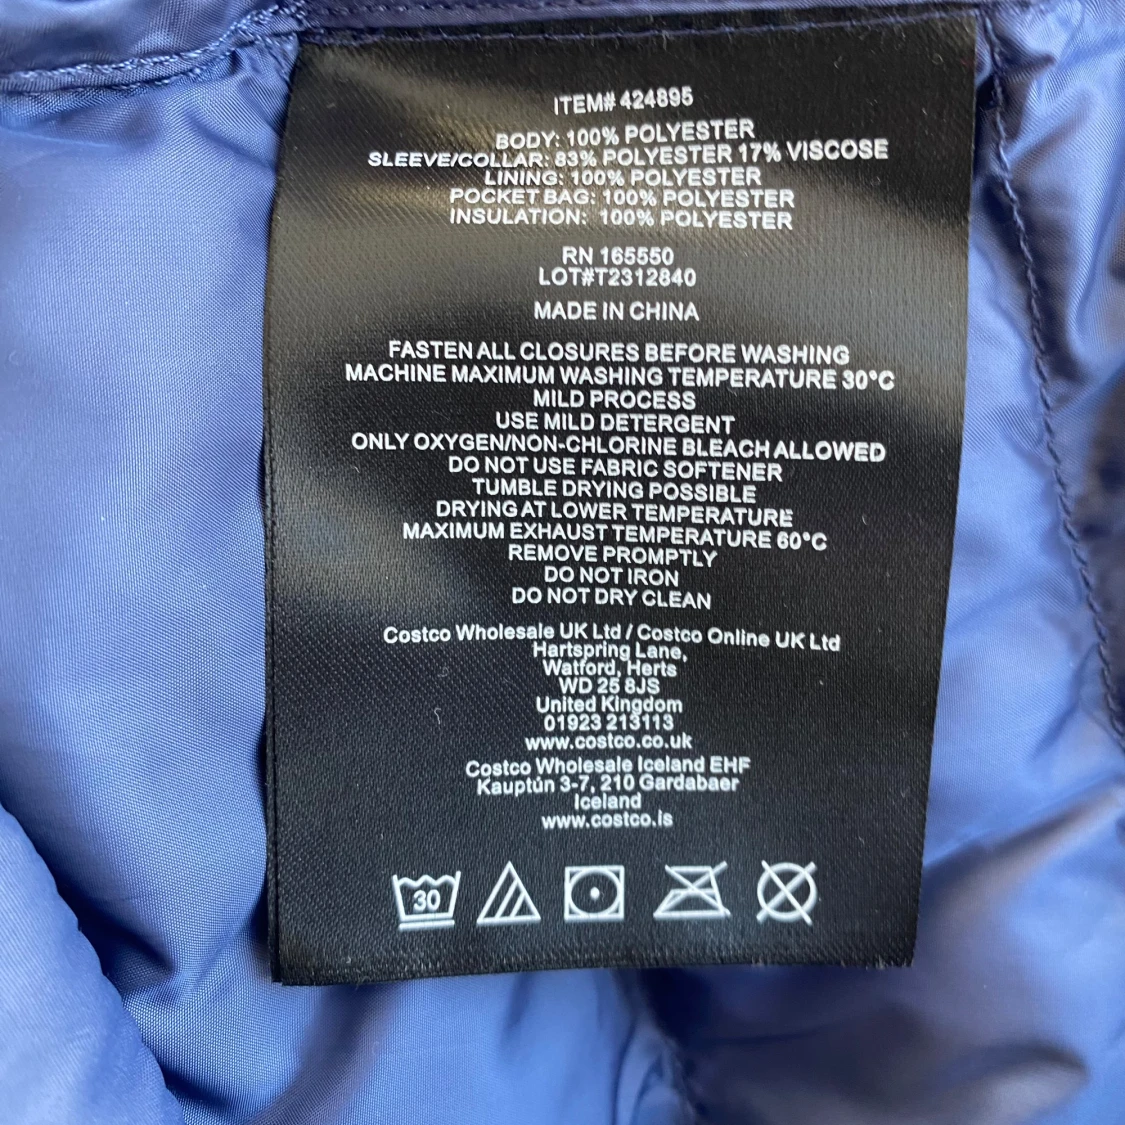 ITEM# 424895
BODY: 100% POLYESTER
SLEEVE/COLLAR: 83% POLYESTER 17% VISCOSE
LINING: 100% POLYESTER
POCKET BAG: 100% POLYESTER
INSULATION: 100% POLYESTER
RN 165550
LOT#T2312840
MADE IN CHINA
FASTEN ALL CLOSURES BEFORE WASHING
MACHINE MAXIMUM WASHING TEMPERATURE 30°C
MILD PROCESS
USE MILD DETERGENT
ONLY OXYGEN/NON-CHLORINE BLEACH ALLOWED
DO NOT USE FABRIC SOFTENER
TUMBLE DRYING POSSIBLE
DRYING AT LOWER TEMPERATURE
MAXIMUM EXHAUST TEMPERATURE 60°C
REMOVE PROMPTLY
DO NOT IRON
DO NOT DRY CLEAN
Costco Wholesale UK Ltd / Costco Online UK Ltd
Hartspring Lane,
Watford, Herts
WD 25 8JS
United Kingdom
01923 213113
www.costco.co.uk
Costco Wholesale Iceland EHF
Kauptún 3-7, 210 Gardabaer
Iceland
www.costco.is
30